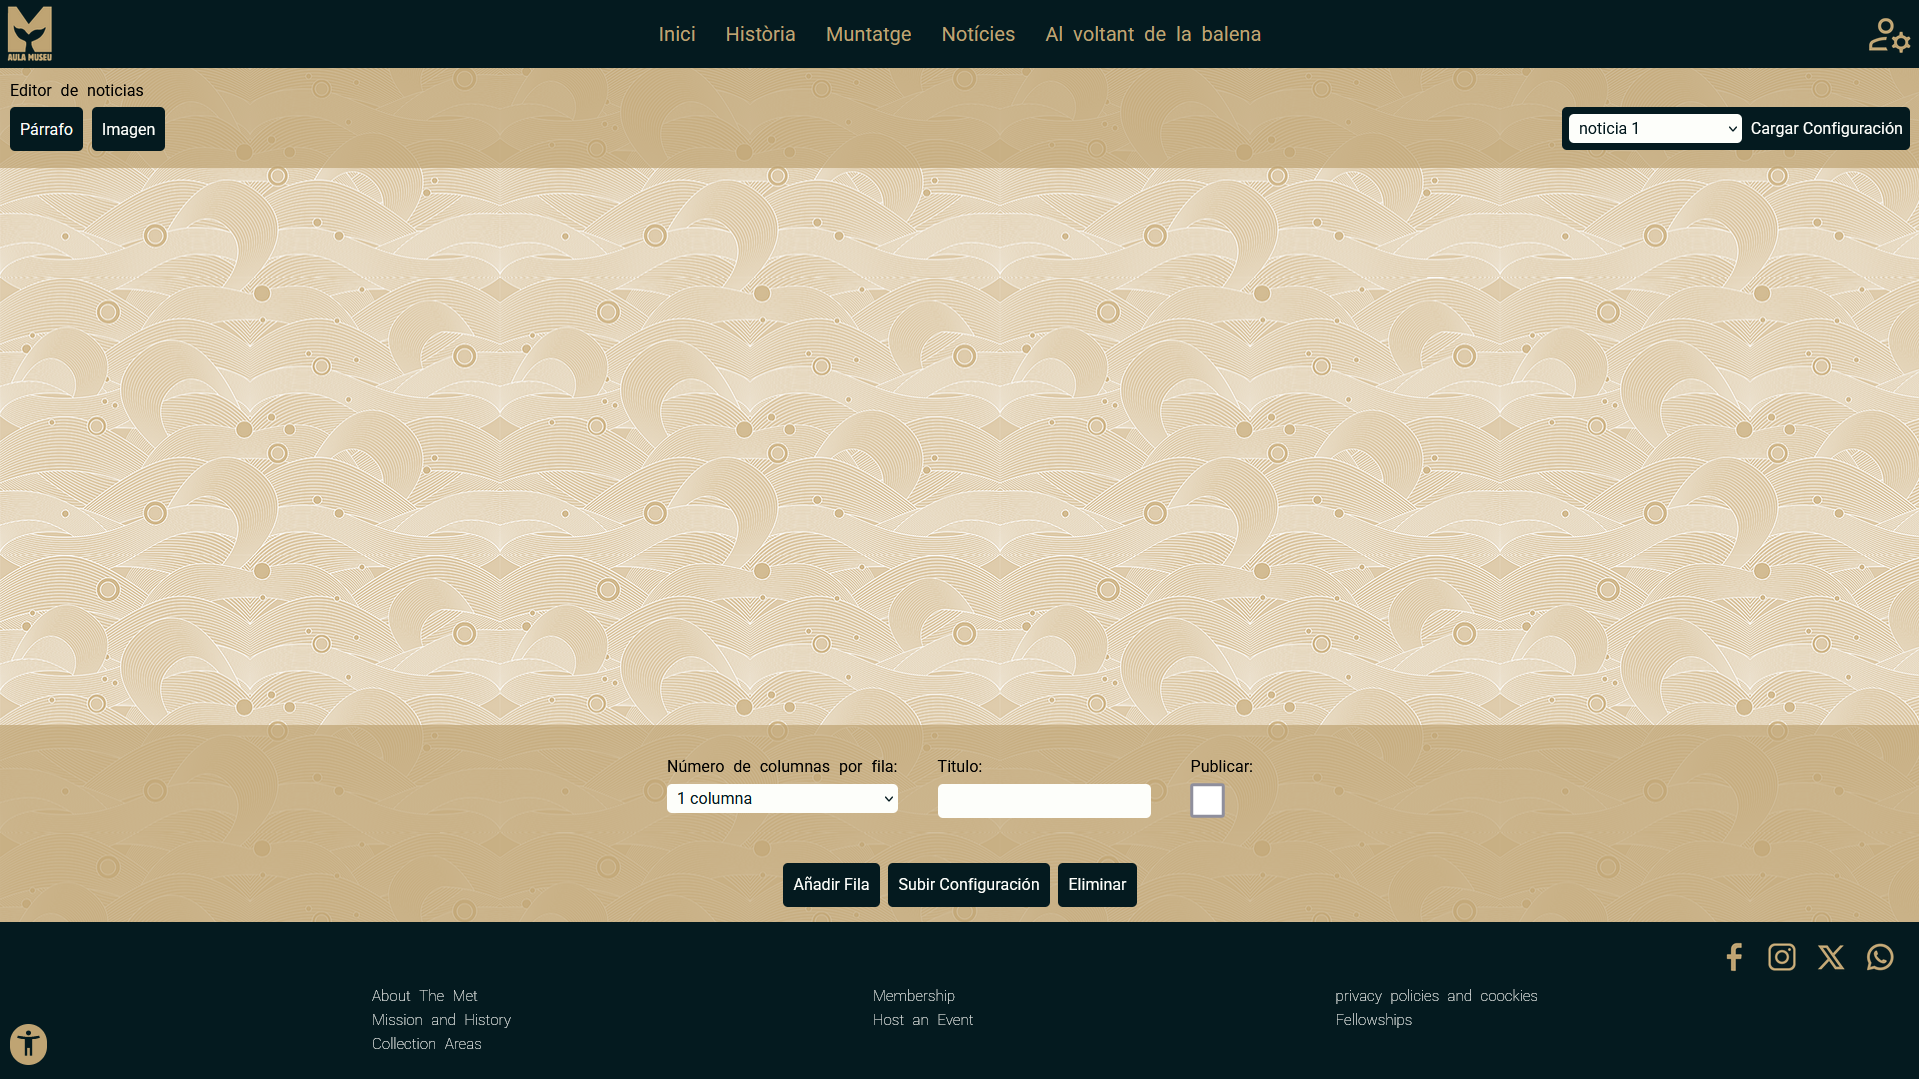 AULA MUSEU
Inici Història Muntatge Notícies Al voltant de la balena
Editor de noticias
Párrafo Imagen
noticia 1 Cargar Configuración
Número de columnas por fila: Titulo: Publicar:
1 columna
Añadir Fila Subir Configuración Eliminar
About The Met Membership privacy policies and coockies
Mission and History Host an Event Fellowships
Collection Areas